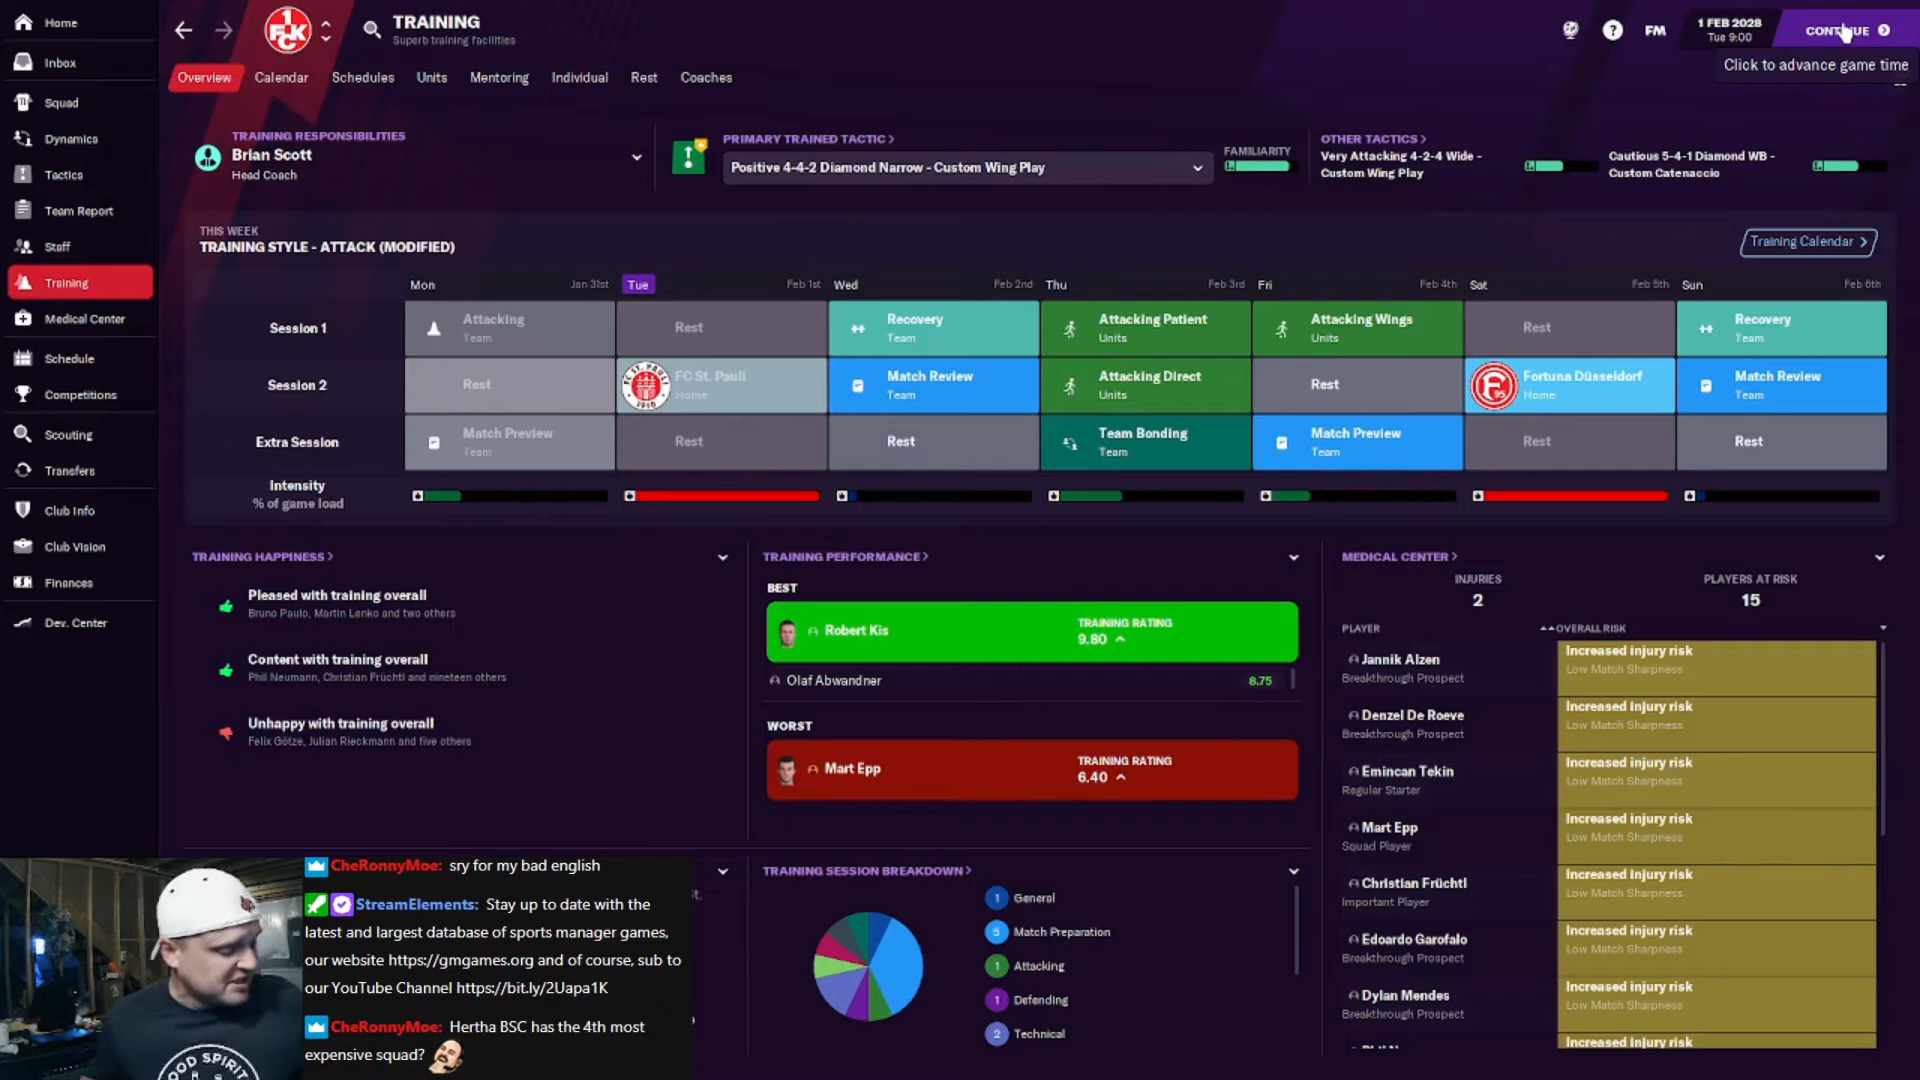 Home
Inbox
Squad
Dynamics
Tactics
Team Report
Staff
Training
Medical Center
Schedule
Competitions
Scouting
Transfers
Club Info
Club Vision
Finances
Dev. Center
1 FCK
TRAINING
Superb training facilities
FM
1 FEB 2028
Tue 9:00
CONTINUE
Click to advance game time
Overview Calendar Schedules Units Mentoring Individual Rest Coaches
TRAINING RESPONSIBILITIES
Brian Scott
Head Coach
PRIMARY TRAINED TACTIC >
Positive 4-4-2 Diamond Narrow - Custom Wing Play
FAMILIARITY
OTHER TACTICS >
Very Attacking 4-2-4 Wide -
Custom Wing Play
Cautious 5-4-1 Diamond WB -
Custom Catenaccio
THIS WEEK
TRAINING STYLE - ATTACK (MODIFIED)
Training Calendar >
Mon Jan 31st Tue Feb 1st Wed Feb 2nd Thu Feb 3rd Fri Feb 4th Sat Feb 5th Sun Feb 6th
Session 1
Attacking
Team
Rest
Recovery
Team
Attacking Patient
Units
Attacking Wings
Units
Rest
Recovery
Team
Session 2
Rest
FC ST. PAULI
1910
FC St. Pauli
Home
Match Review
Team
Attacking Direct
Units
Rest
F95
Fortuna Düsseldorf
Home
Match Review
Team
Extra Session
Match Preview
Team
Rest
Rest
Team Bonding
Team
Match Preview
Team
Rest
Rest
Intensity
% of game load
TRAINING HAPPINESS >
Pleased with training overall
Bruno Paulo, Martin Lenko and two others
Content with training overall
Phil Neumann, Christian Früchtl and nineteen others
Unhappy with training overall
Felix Götze, Julian Rieckmann and five others
TRAINING PERFORMANCE >
BEST
Robert Kis
TRAINING RATING
9.80
Olaf Abwandner 8.75
WORST
Mart Epp
TRAINING RATING
6.40
MEDICAL CENTER >
INJURIES
2
PLAYERS AT RISK
15
PLAYER OVERALL RISK
Jannik Alzen
Breakthrough Prospect
Increased injury risk
Low Match Sharpness
Denzel De Roeve
Breakthrough Prospect
Increased injury risk
Low Match Sharpness
Emincan Tekin
Regular Starter
Increased injury risk
Low Match Sharpness
Mart Epp
Squad Player
Increased injury risk
Low Match Sharpness
Christian Früchtl
Important Player
Increased injury risk
Low Match Sharpness
Edoardo Garofalo
Breakthrough Prospect
Increased injury risk
Low Match Sharpness
Dylan Mendes
Breakthrough Prospect
Increased injury risk
Low Match Sharpness
Increased injury risk
TRAINING SESSION BREAKDOWN >
1 General
5 Match Preparation
1 Attacking
1 Defending
2 Technical
CheRonnyMoe: sry for my bad english
StreamElements: Stay up to date with the
latest and largest database of sports manager games,
our website https://gmgames.org and of course, sub to
our YouTube Channel https://bit.ly/2Uapa1K
CheRonnyMoe: Hertha BSC has the 4th most
expensive squad?